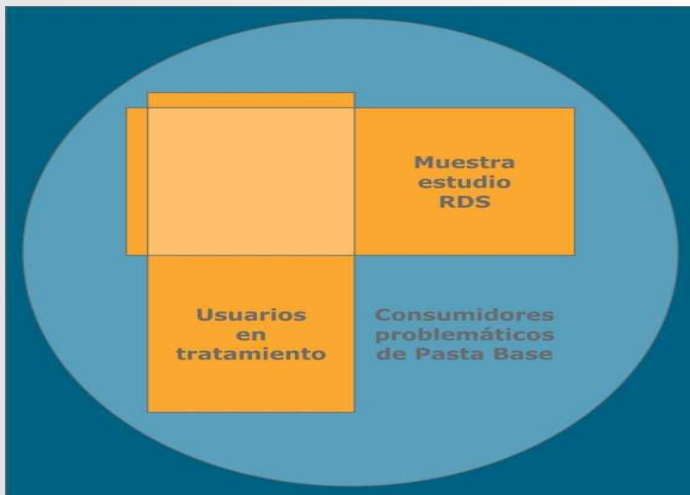 Muestra
estudio
RDS
Usuarios
en
tratamiento
Consumidores
problemáticos
de Pasta Base